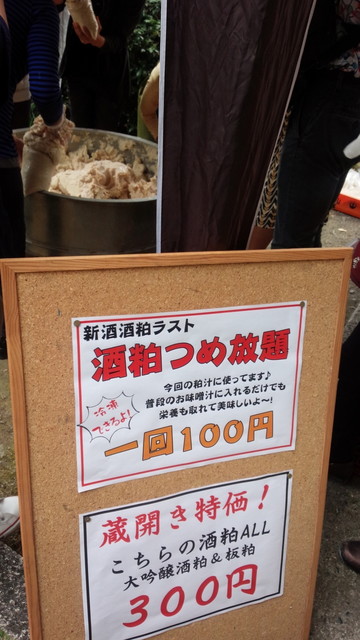 新酒酒粕ラスト
酒粕つめ放題
今回の粕汁に使ってます♪
普段のお味噌汁に入れるだけでも
栄養も取れて美味しいよ～!
冷凍
できるよ!
一回100円
蔵開き特価!
こちらの酒粕ALL
大吟醸酒粕&板粕
300円